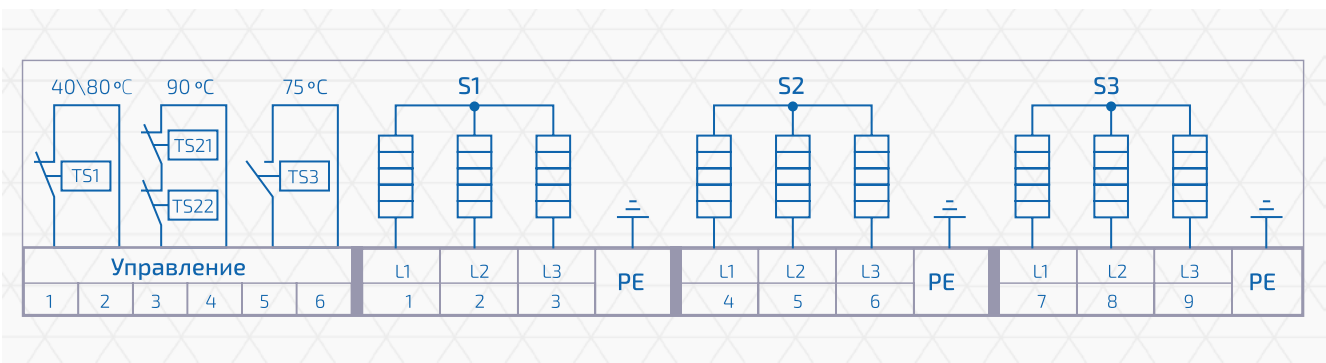 40\80 ºC 90 ºC 75 ºC S1 S2 S3
TS21
TS1 TS3
TS22
Управление L1 L2 L3 PE L1 L2 L3 PE L1 L2 L3 PE
1 2 3 4 5 6 1 2 3 4 5 6 7 8 9